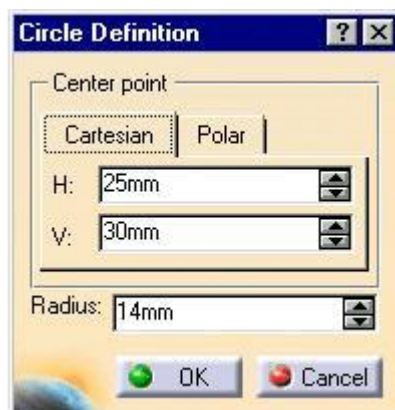 Circle Definition ? X
Center point
Cartesian Polar
H: 25mm
V: 30mm
Radius: 14mm
OK Cancel